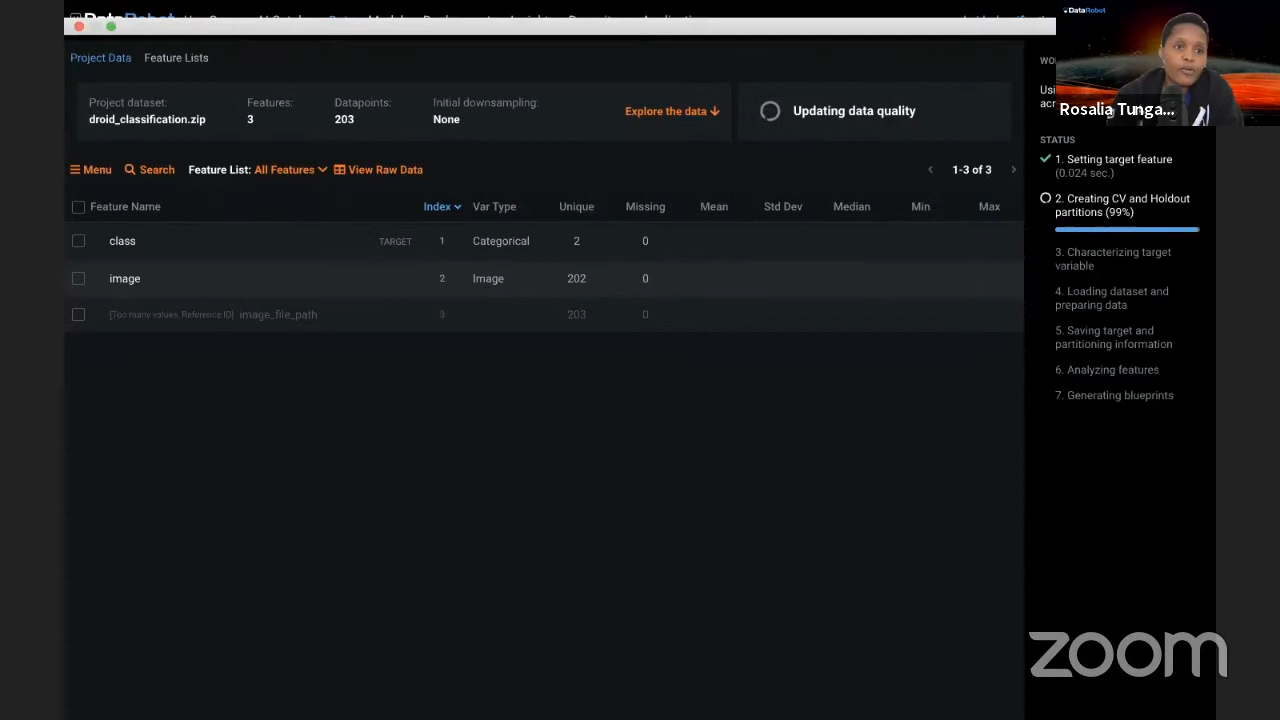 DataRobot
Project Data Feature Lists
Project dataset: Features: Datapoints: Initial downsampling:
droid_classification.zip 3 203 None
Explore the data
Updating data quality
Menu Search Feature List: All Features View Raw Data
1-3 of 3
Feature Name Index Var Type Unique Missing Mean Std Dev Median Min Max
class TARGET 1 Categorical 2 0
image 2 Image 202 0
[Too many values, Reference ID] image_file_path 3 203 0
DataRobot
Rosalia Tunga...
STATUS
1. Setting target feature
(0.024 sec.)
2. Creating CV and Holdout
partitions (99%)
3. Characterizing target
variable
4. Loading dataset and
preparing data
5. Saving target and
partitioning information
6. Analyzing features
7. Generating blueprints
zoom